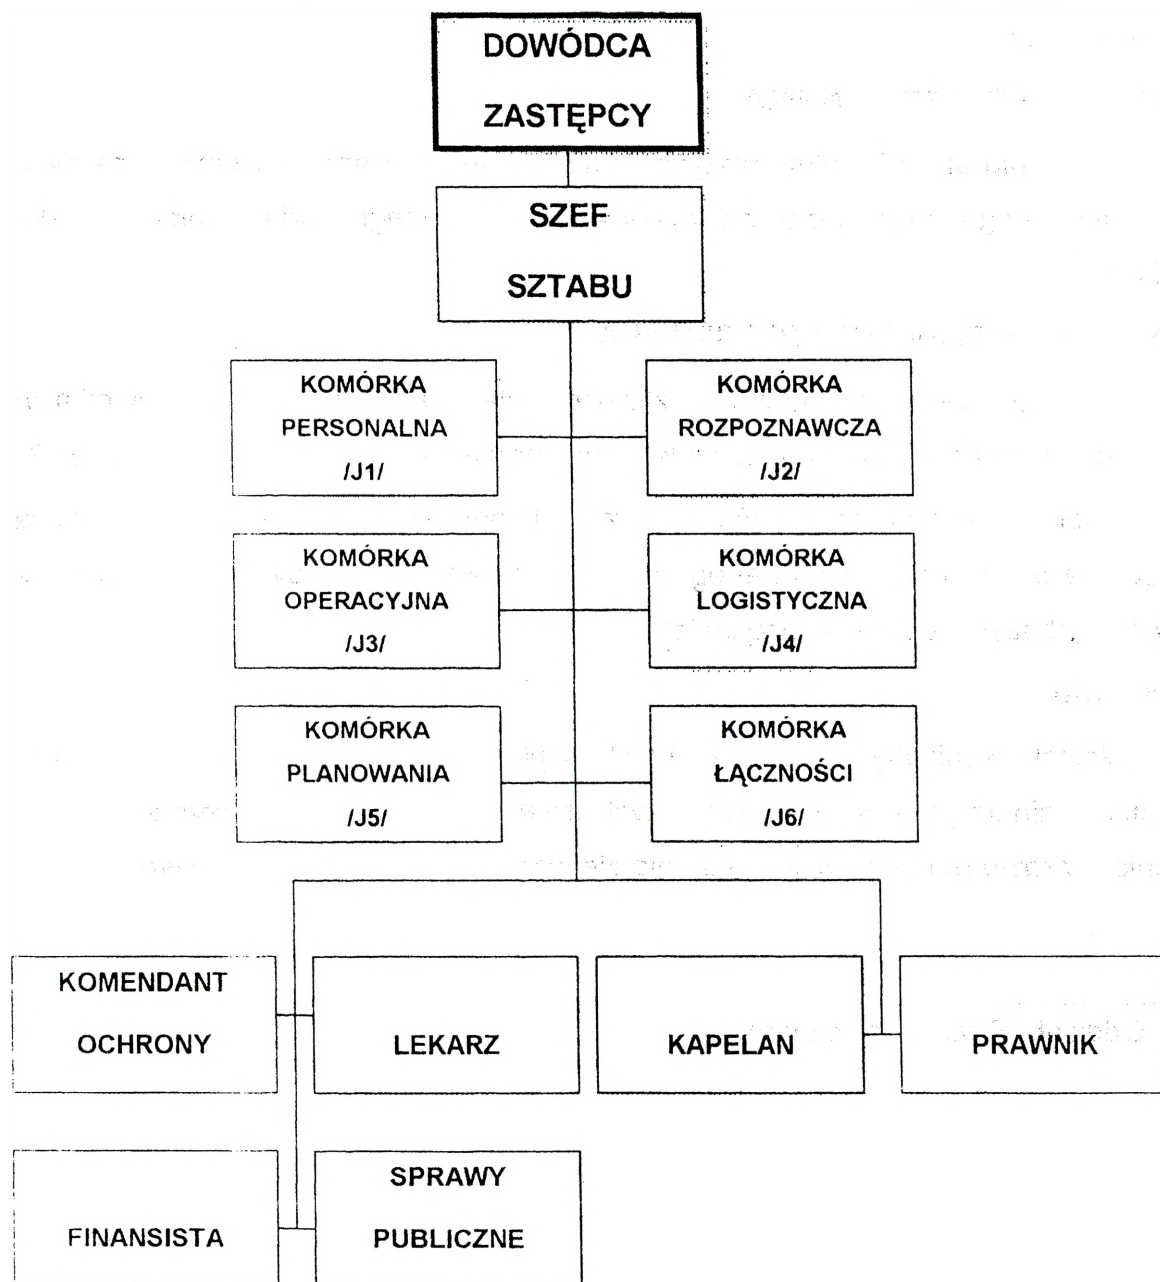 DOWÓDCA
ZASTĘPCY
SZEF
SZTABU
KOMÓRKA
PERSONALNA
/J1/
KOMÓRKA
ROZPOZNAWCZA
/J2/
KOMÓRKA
OPERACYJNA
/J3/
KOMÓRKA
LOGISTYCZNA
/J4/
KOMÓRKA
PLANOWANIA
/J5/
KOMÓRKA
ŁĄCZNOŚCI
/J6/
KOMENDANT
OCHRONY
LEKARZ
KAPELAN
PRAWNIK
FINANSISTA
SPRAWY
PUBLICZNE